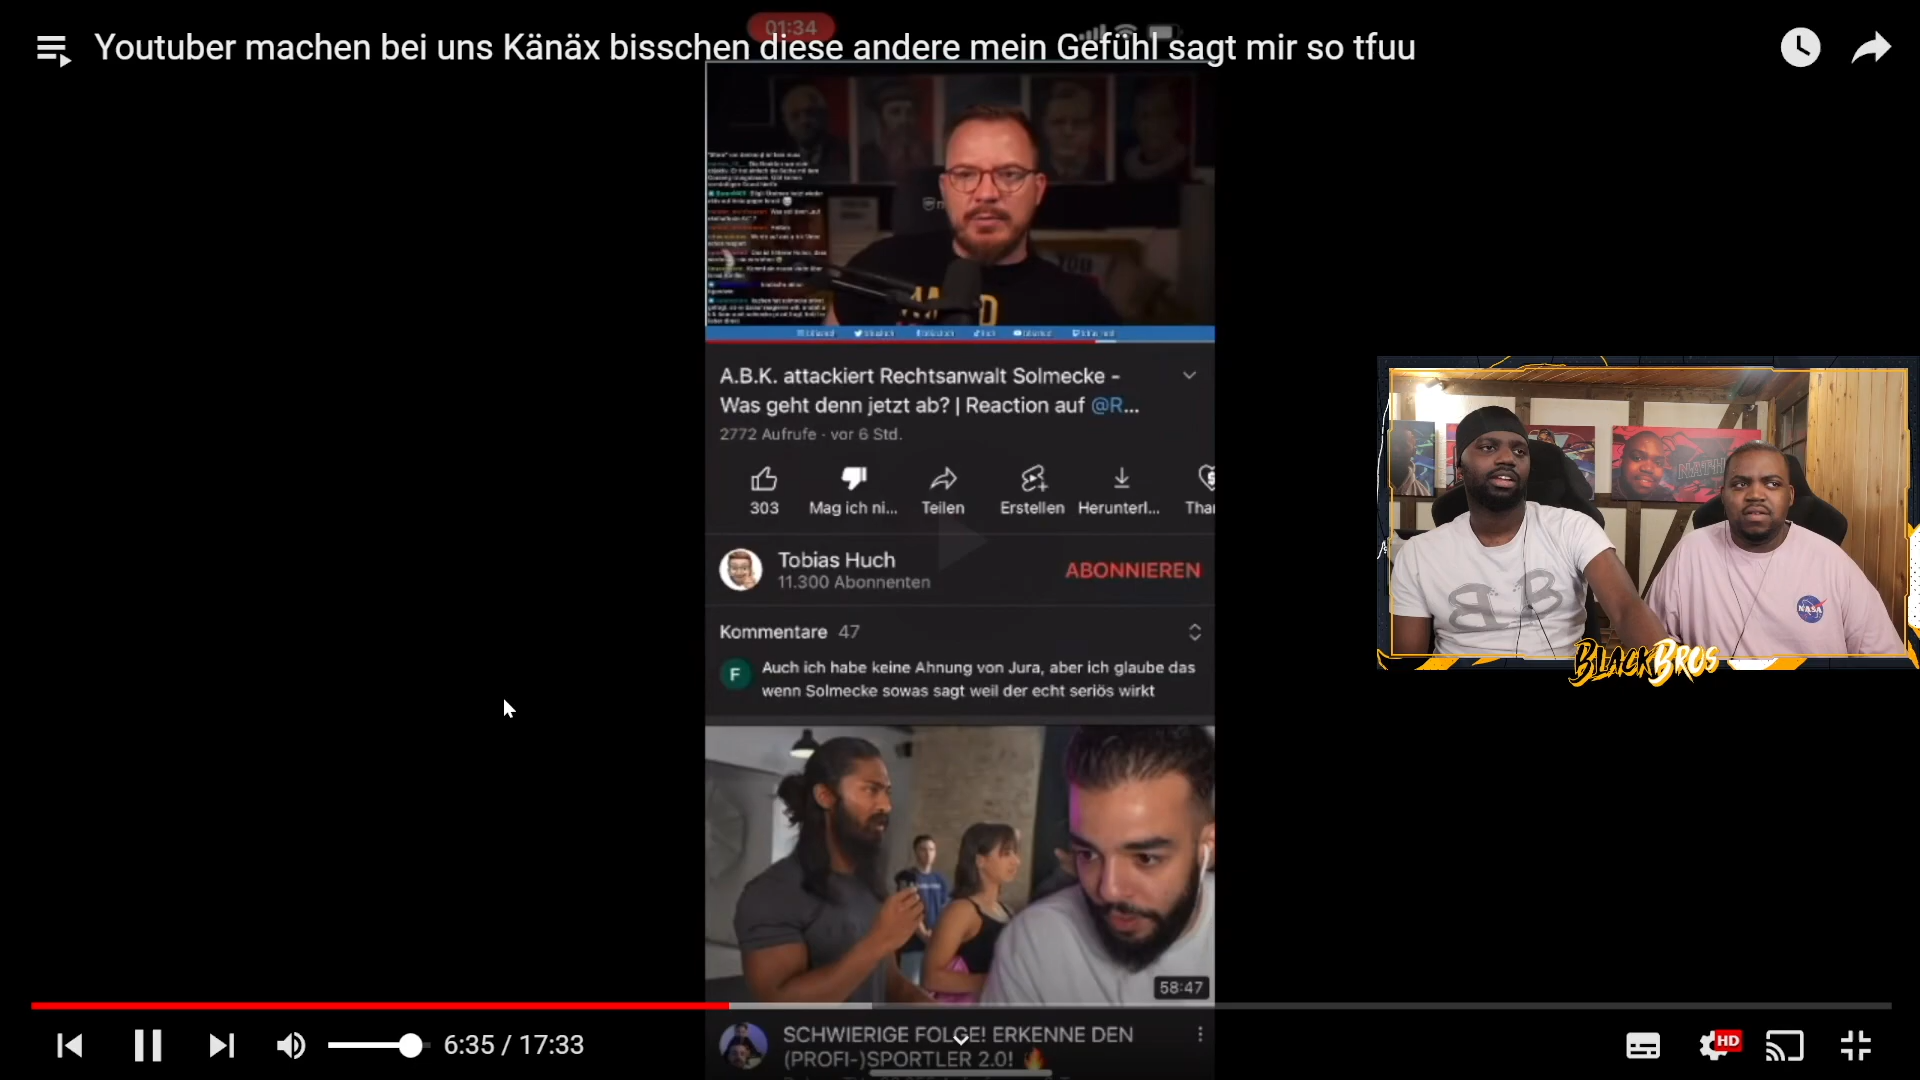 Youtuber machen bei uns Känäx bisschen diese andere mein Gefühl sagt mir so tfuu
01:34
A.B.K. attackiert Rechtsanwalt Solmecke -
Was geht denn jetzt ab? | Reaction auf @R...
2772 Aufrufe · vor 6 Std.
303
Mag ich ni...
Teilen
Erstellen
Herunterl...
Tha
Tobias Huch
11.300 Abonnenten
ABONNIEREN
Kommentare 47
F
Auch ich habe keine Ahnung von Jura, aber ich glaube das
wenn Solmecke sowas sagt weil der echt seriös wirkt
NASA
BLACKBROS
58:47
SCHWIERIGE FOLGE! ERKENNE DEN
(PROFI-)SPORTLER 2.0! 🔥
6:35 / 17:33
HD